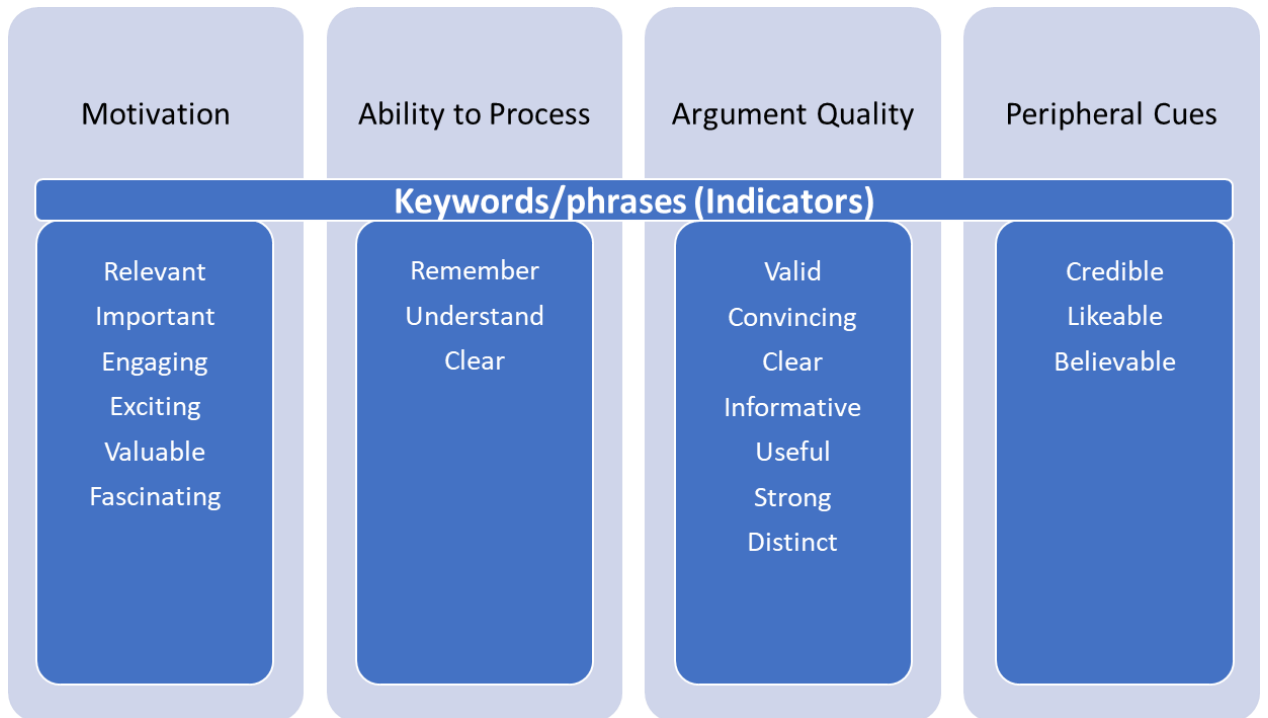 Motivation
Ability to Process
Argument Quality
Peripheral Cues
Keywords/phrases (Indicators)
Relevant
Important
Engaging
Exciting
Valuable
Fascinating
Remember
Understand
Clear
Valid
Convincing
Clear
Informative
Useful
Strong
Distinct
Credible
Likeable
Believable